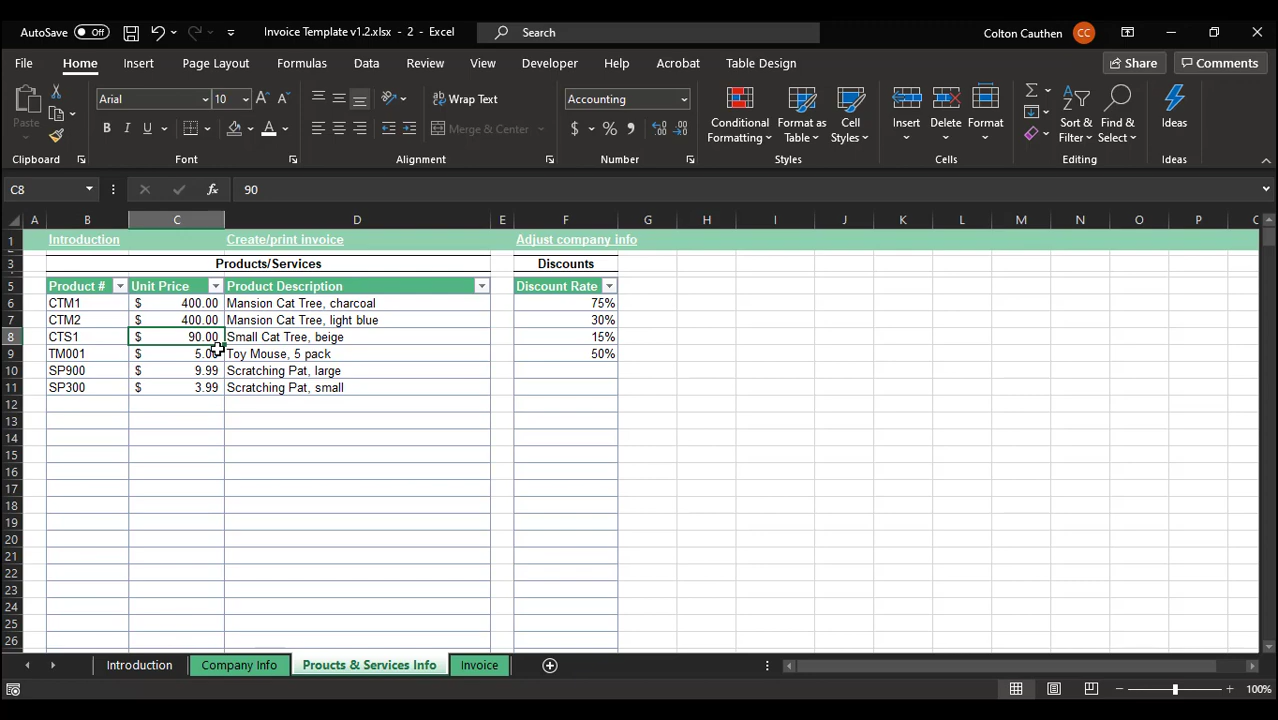 AutoSave Off Invoice Template v1.2.xlsx - 2 - Excel Search Colton Cauthen CC
File Home Insert Page Layout Formulas Data Review View Developer Help Acrobat Table Design Share Comments
Paste Arial 10 A A Wrap Text Accounting Conditional Formatting Format as Table Cell Styles Insert Delete Format Sort & Filter Find & Select Ideas
B I U A Merge & Center $ % 9
Clipboard Font Alignment Number Styles Cells Editing Ideas
C8 fx 90
A B C D E F G H I J K L M N O P
1 Introduction Create/print invoice Adjust company info
3 Products/Services Discounts
5 Product # Unit Price Product Description Discount Rate
6 CTM1 $ 400.00 Mansion Cat Tree, charcoal 75%
7 CTM2 $ 400.00 Mansion Cat Tree, light blue 30%
8 CTS1 $ 90.00 Small Cat Tree, beige 15%
9 TM001 $ 5.00 Toy Mouse, 5 pack 50%
10 SP900 $ 9.99 Scratching Pat, large
11 SP300 $ 3.99 Scratching Pat, small
12
13
14
15
16
17
18
19
20
21
22
23
24
25
26
Introduction Company Info Proucts & Services Info Invoice
100%